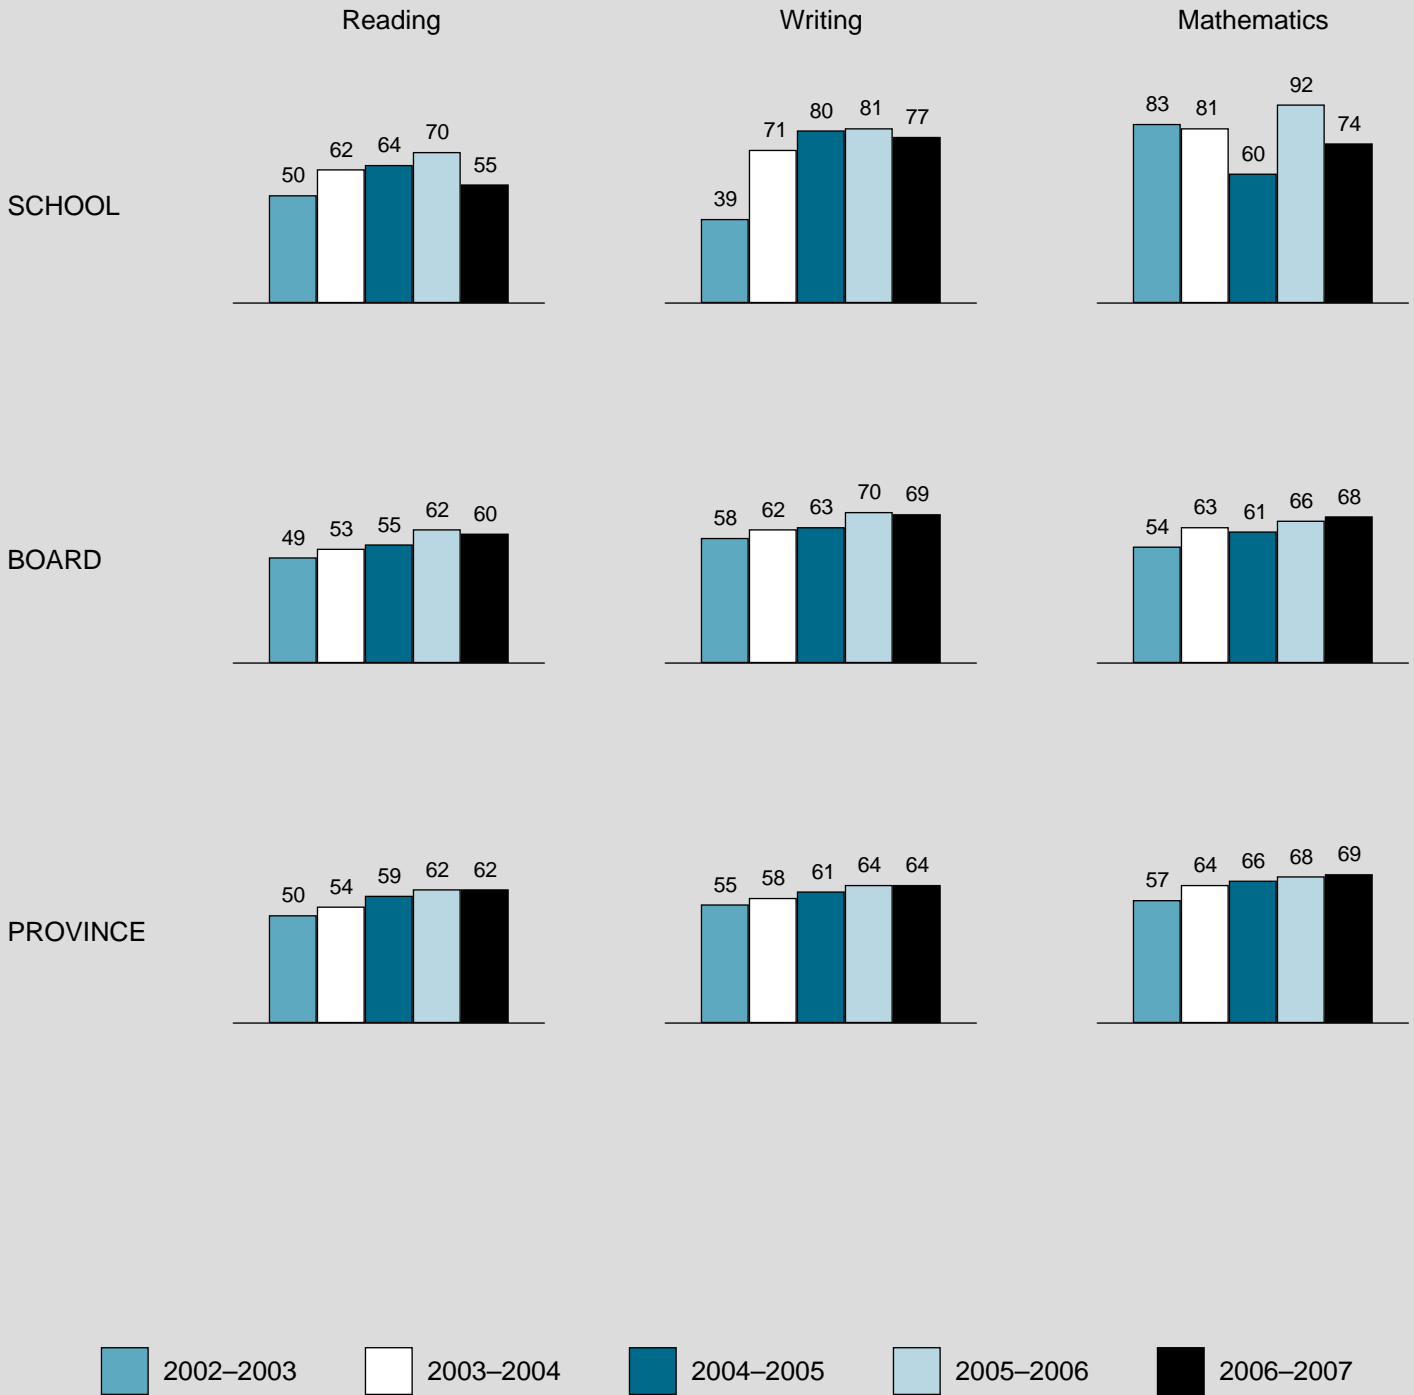 Reading Writing Mathematics
SCHOOL
50 62 64 70 55
39 71 80 81 77
83 81 60 92 74
BOARD
49 53 55 62 60
58 62 63 70 69
54 63 61 66 68
PROVINCE
50 54 59 62 62
55 58 61 64 64
57 64 66 68 69
2002–2003 2003–2004 2004–2005 2005–2006 2006–2007